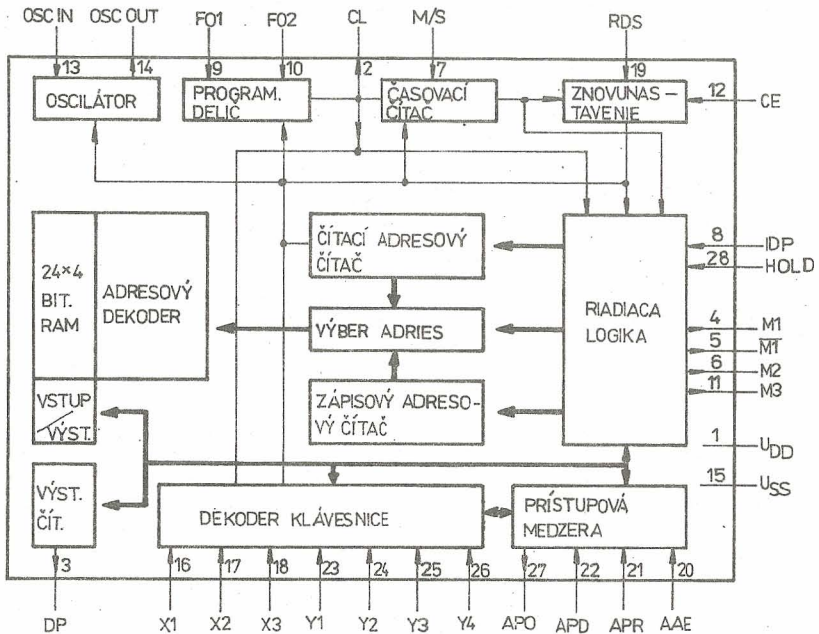 OSC IN OSC OUT FO1 FO2 CL M/S RDS
13 14 9 10 2 7 19
OSCILÁTOR
PROGRAM.
DELIČ
ČASOVACÍ
ČÍTAČ
ZNOVUNAS-
TAVENIE
12 CE
24×4
BIT.
RAM
ADRESOVÝ
DEKODER
ČÍTACÍ ADRESOVÝ
ČÍTAČ
VÝBER ADRIES
ZÁPISOVÝ ADRESO-
VÝ ČÍTAČ
RIADIACA
LOGIKA
8 IDP
28 HOLD
4 M1
5 M1
6 M2
11 M3
1 UDD
15 USS
VSTUP
/VÝST.
VÝST.
ČÍT.
DEKODER KLÁVESNICE
PRÍSTUPOVÁ
MEDZERA
3 16 17 18 23 24 25 26 27 22 21 20
DP X1 X2 X3 Y1 Y2 Y3 Y4 APO APD APR AAE